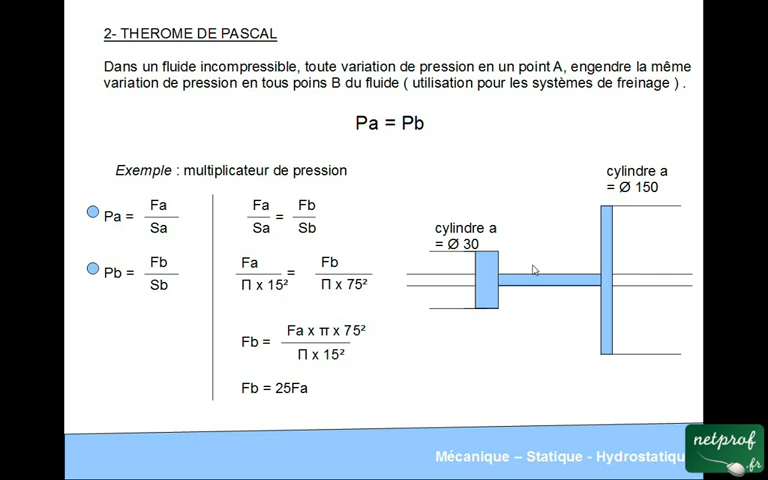 2- THEROME DE PASCAL
Dans un fluide incompressible, toute variation de pression en un point A, engendre la même
variation de pression en tous poins B du fluide ( utilisation pour les systèmes de freinage ) .
Pa = Pb
Exemple : multiplicateur de pression
Pa = Fa / Sa
Pb = Fb / Sb
Fa / Sa = Fb / Sb
Fa / Π x 15² = Fb / Π x 75²
Fb = Fa x π x 75² / Π x 15²
Fb = 25Fa
cylindre a
= Ø 30
cylindre a
= Ø 150
Mécanique – Statique - Hydrostatiqu
netprof
.fr